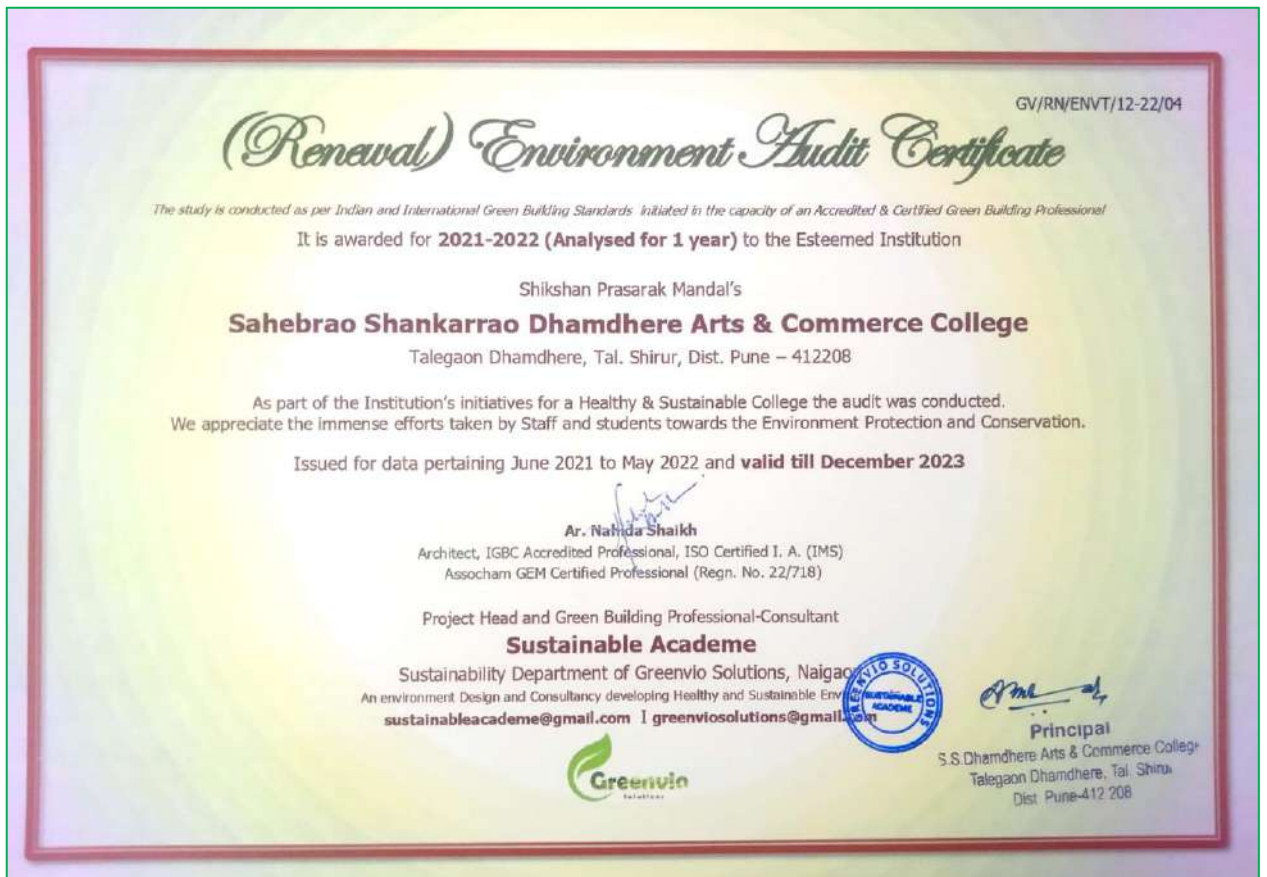 GV/RN/ENVT/12-22/04
(Renewal) Environment Audit Certificate
The study is conducted as per Indian and International Green Building Standards initiated in the capacity of an Accredited & Certified Green Building Professional
It is awarded for 2021-2022 (Analysed for 1 year) to the Esteemed Institution
Shikshan Prasarak Mandal's
Sahebrao Shankarrao Dhamdhere Arts & Commerce College
Talegaon Dhamdhere, Tal. Shirur, Dist. Pune – 412208
As part of the Institution's initiatives for a Healthy & Sustainable College the audit was conducted.
We appreciate the immense efforts taken by Staff and students towards the Environment Protection and Conservation.
Issued for data pertaining June 2021 to May 2022 and valid till December 2023
Ar. Nahida Shaikh
Architect, IGBC Accredited Professional, ISO Certified I. A. (IMS)
Assocham GEM Certified Professional (Regn. No. 22/718)
Project Head and Green Building Professional-Consultant
Sustainable Academe
Sustainability Department of Greenvio Solutions, Naigao
An environment Design and Consultancy developing Healthy and Sustainable Env
sustainableacademe@gmail.com I greenviosolutions@gmail.com
GREENVIO SOLUTIONS
SUSTAINABLE
ACADEME
Greenvio
Solutions
Principal
S.S.Dhamdhere Arts & Commerce College
Talegaon Dhamdhere, Tal. Shirur
Dist Pune-412 208